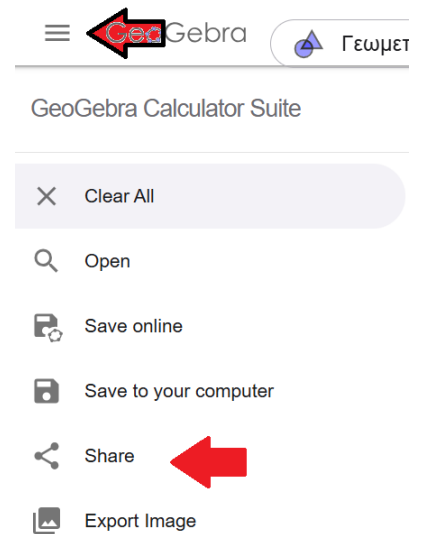 GeoGebra
Γεωμετ
GeoGebra Calculator Suite
Clear All
Open
Save online
Save to your computer
Share
Export Image